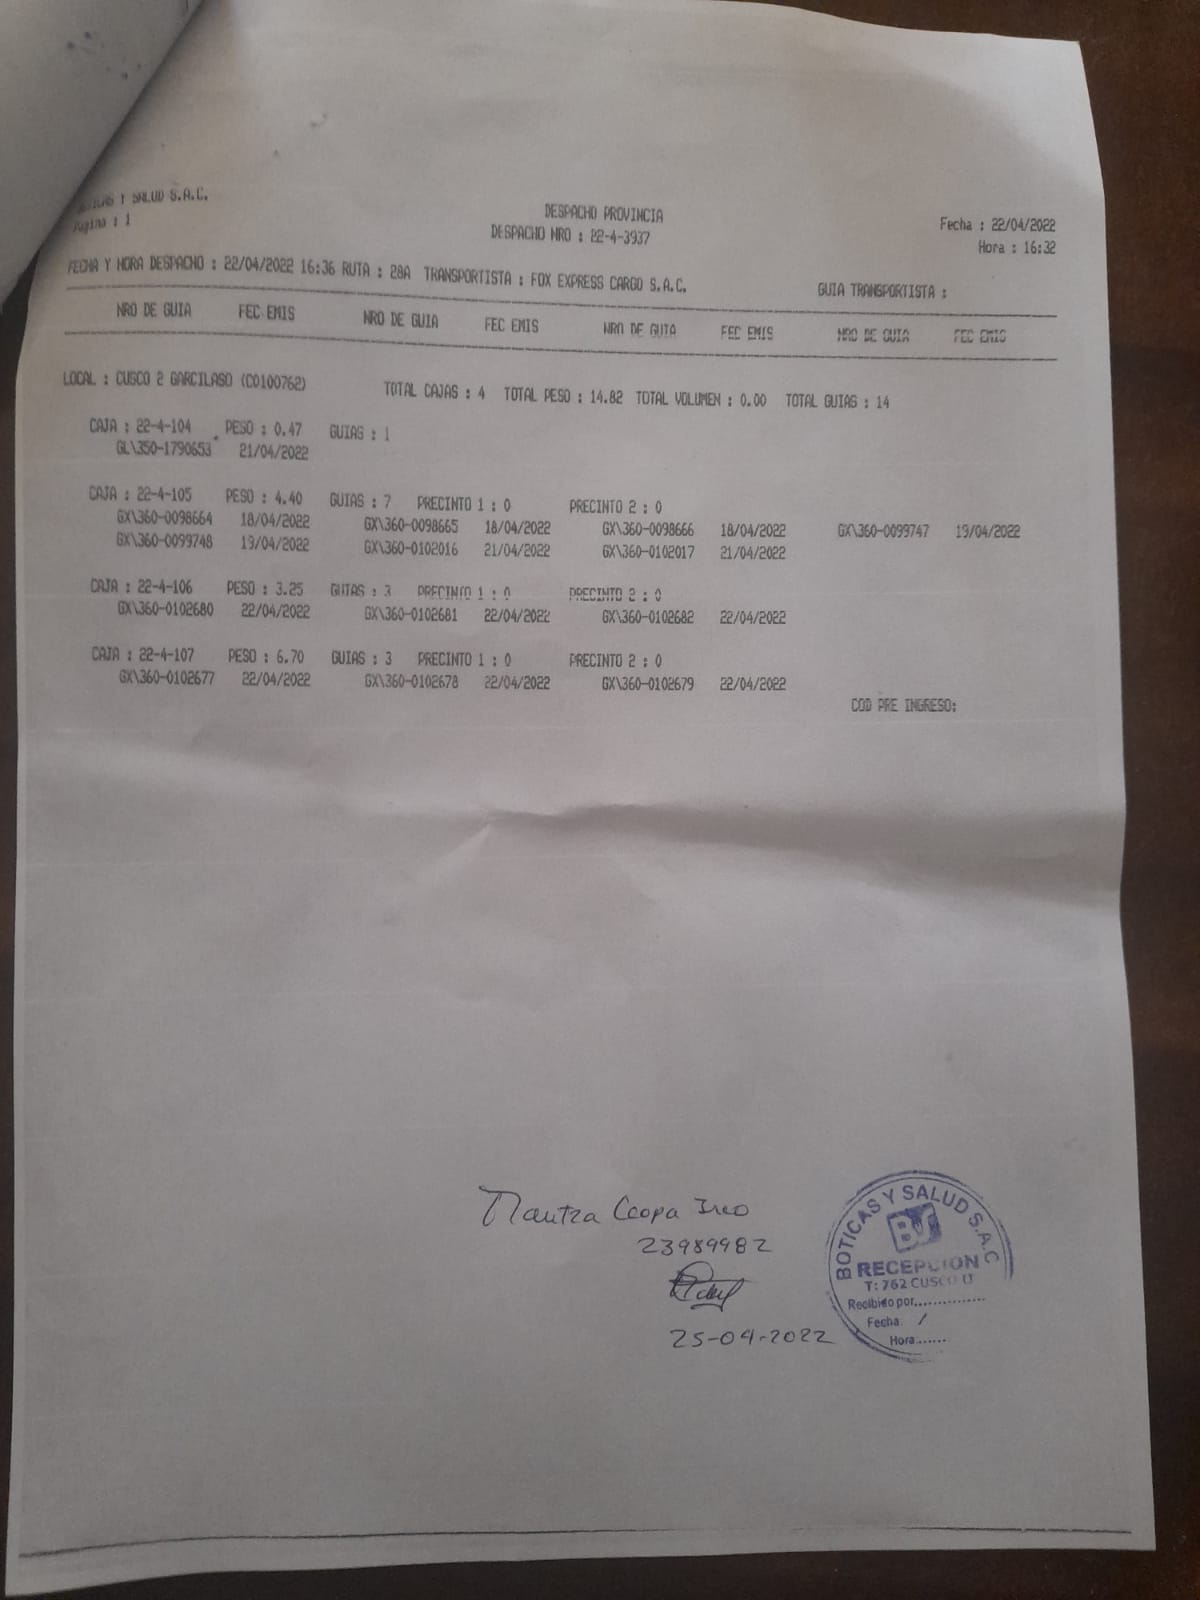 Y SALUD S.A.C.
Pagina : 1
DESPACHO PROVINCIA
DESPACHO NRO : 22-4-3937
Fecha : 22/04/2022
Hora : 16:32
FECHA Y HORA DESPACHO : 22/04/2022 16:36 RUTA : 28A TRANSPORTISTA : FOX EXPRESS CARGO S.A.C. GUIA TRANSPORTISTA :
NRO DE GUIA FEC EMIS NRO DE GUIA FEC EMIS NRO DE GUIA FEC EMIS NRO DE GUIA FEC EMIS
LOCAL : CUSCO 2 GARCILASO (C0100762) TOTAL CAJAS : 4 TOTAL PESO : 14.82 TOTAL VOLUMEN : 0.00 TOTAL GUIAS : 14
CAJA : 22-4-104 PESO : 0.47 GUIAS : 1
GL\350-1790653 21/04/2022
CAJA : 22-4-105 PESO : 4.40 GUIAS : 7 PRECINTO 1 : 0 PRECINTO 2 : 0
GX\360-0098664 18/04/2022 GX\360-0098665 18/04/2022 GX\360-0098666 18/04/2022 GX\360-0099747 19/04/2022
GX\360-0099748 19/04/2022 GX\360-0102016 21/04/2022 GX\360-0102017 21/04/2022
CAJA : 22-4-106 PESO : 3.25 GUIAS : 3 PRECINTO 1 : 0 PRECINTO 2 : 0
GX\360-0102680 22/04/2022 GX\360-0102681 22/04/2022 GX\360-0102682 22/04/2022
CAJA : 22-4-107 PESO : 6.70 GUIAS : 3 PRECINTO 1 : 0 PRECINTO 2 : 0
GX\360-0102677 22/04/2022 GX\360-0102678 22/04/2022 GX\360-0102679 22/04/2022
COD PRE INGRESO:
Ccopa
23989982
25-04-2022
BOTICAS Y SALUD S.A.C
BS
RECEPCION
T: 762 CUSCO II
Recibido por..............
Fecha: /
Hora.......